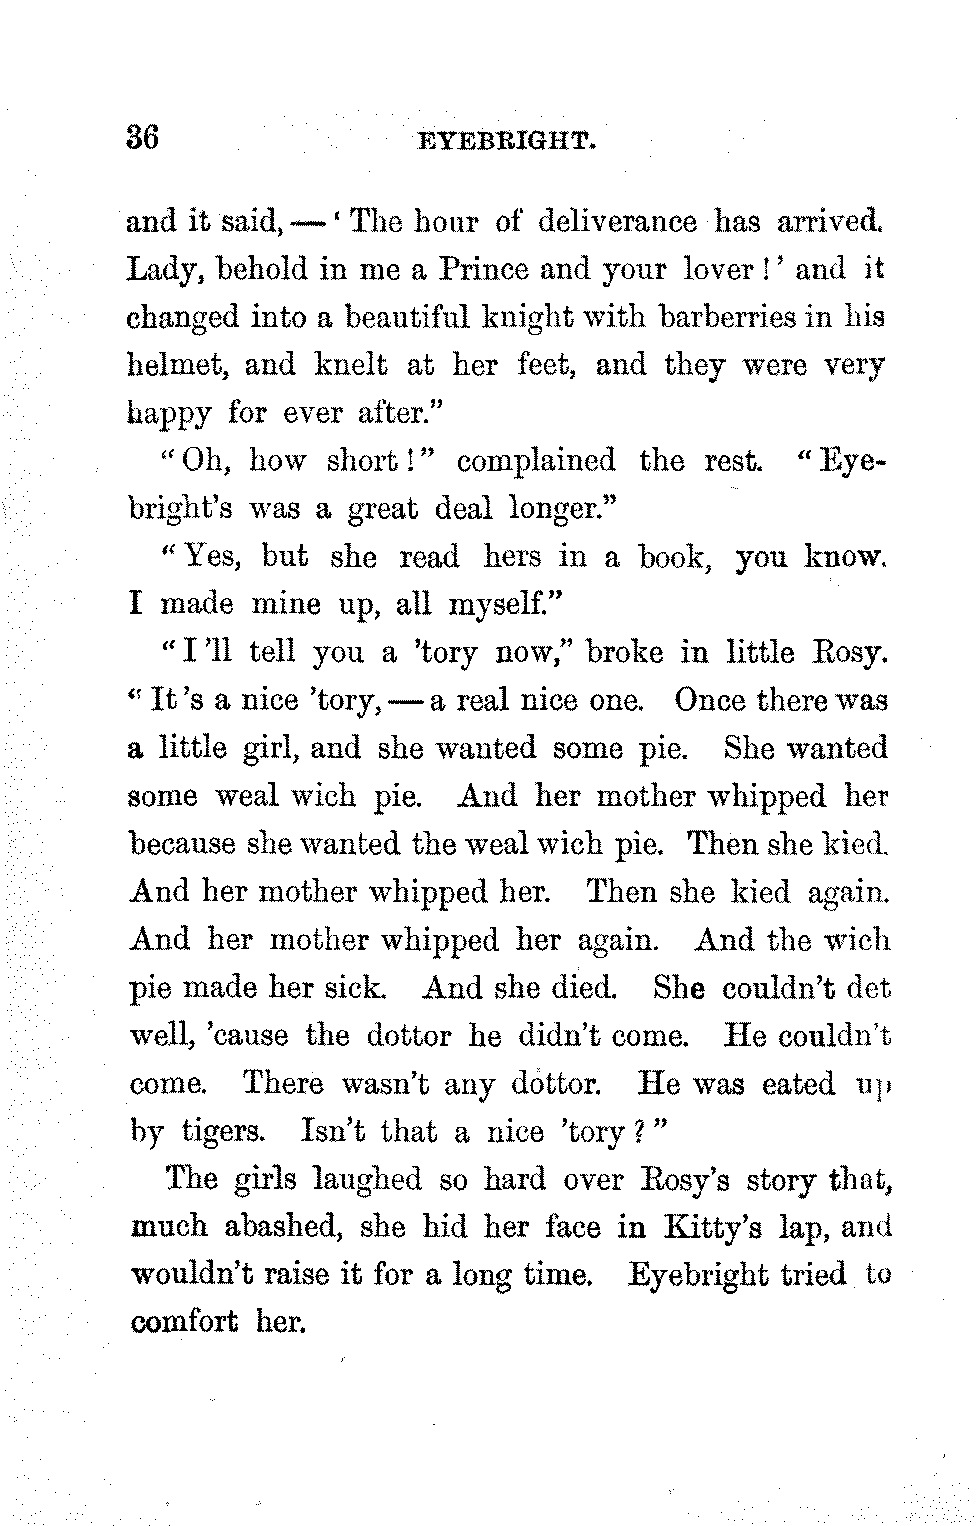 36 EYEBRIGHT.
and it said, — ‘ The hour of deliverance has arrived.
Lady, behold in me a Prince and your lover ! ’ and it
changed into a beautiful knight with barberries in his
helmet, and knelt at her feet, and they were very
happy for ever after.”
“ Oh, how short ! ” complained the rest. “ Eye-
bright’s was a great deal longer.”
“ Yes, but she read hers in a book, you know.
I made mine up, all myself.”
“ I ’ll tell you a ’tory now,” broke in little Rosy.
“ It ’s a nice ’tory, — a real nice one. Once there was
a little girl, and she wanted some pie. She wanted
some weal wich pie. And her mother whipped her
because she wanted the weal wich pie. Then she kied.
And her mother whipped her. Then she kied again.
And her mother whipped her again. And the wich
pie made her sick. And she died. She couldn’t det
well, ’cause the dottor he didn’t come. He couldn’t
come. There wasn’t any dottor. He was eated up
by tigers. Isn’t that a nice ’tory ? ”
The girls laughed so hard over Rosy’s story that,
much abashed, she hid her face in Kitty’s lap, and
wouldn’t raise it for a long time. Eyebright tried to
comfort her.